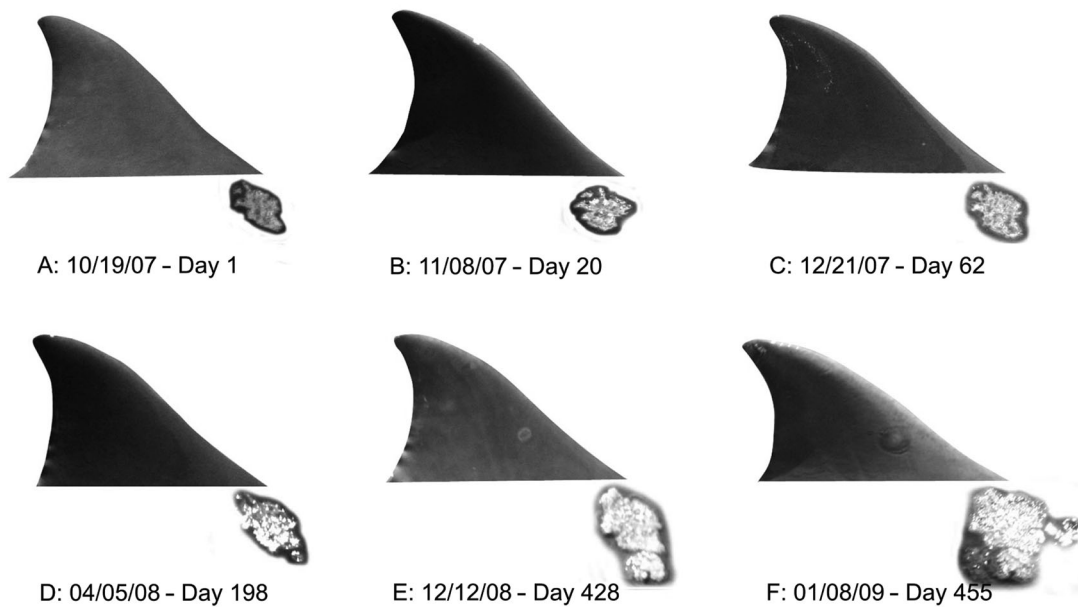 A: 10/19/07 – Day 1
B: 11/08/07 – Day 20
C: 12/21/07 – Day 62
D: 04/05/08 – Day 198
E: 12/12/08 – Day 428
F: 01/08/09 – Day 455